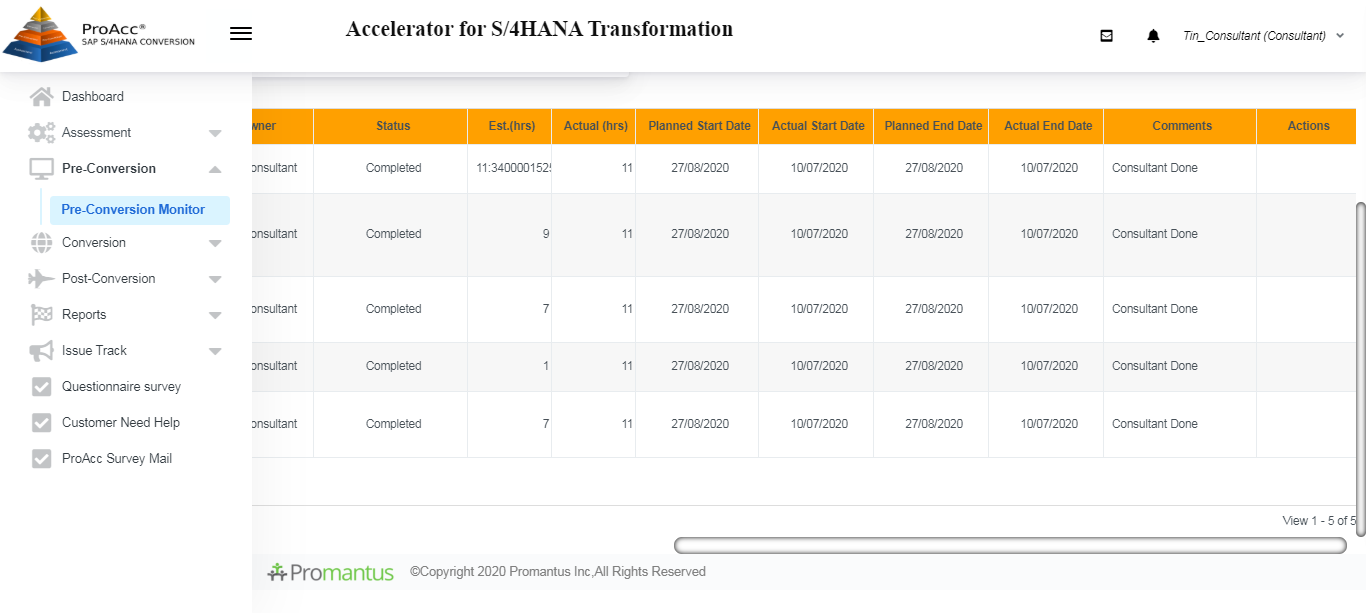 ProAcc®
SAP S/4HANA CONVERSION
Accelerator for S/4HANA Transformation
Tin_Consultant (Consultant)
Dashboard
Assessment
Pre-Conversion
Pre-Conversion Monitor
Conversion
Post-Conversion
Reports
Issue Track
Questionnaire survey
Customer Need Help
ProAcc Survey Mail
wner Status Est.(hrs) Actual (hrs) Planned Start Date Actual Start Date Planned End Date Actual End Date Comments Actions
onsultant Completed 11:3400001525 11 27/08/2020 10/07/2020 27/08/2020 10/07/2020 Consultant Done
onsultant Completed 9 11 27/08/2020 10/07/2020 27/08/2020 10/07/2020 Consultant Done
onsultant Completed 7 11 27/08/2020 10/07/2020 27/08/2020 10/07/2020 Consultant Done
onsultant Completed 1 11 27/08/2020 10/07/2020 27/08/2020 10/07/2020 Consultant Done
onsultant Completed 7 11 27/08/2020 10/07/2020 27/08/2020 10/07/2020 Consultant Done
View 1 - 5 of 5
Promantus ©Copyright 2020 Promantus Inc,All Rights Reserved